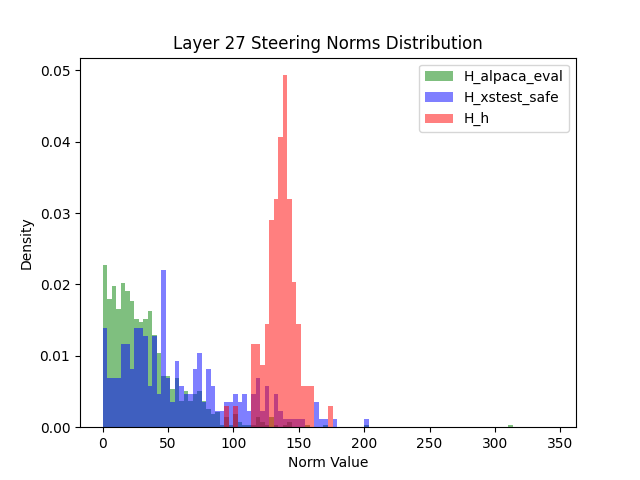 Layer 27 Steering Norms Distribution
H_alpaca_eval
H_xstest_safe
H_h
0.05
0.04
0.03
0.02
0.01
0.00
Density
0
50
100
150
200
250
300
350
Norm Value